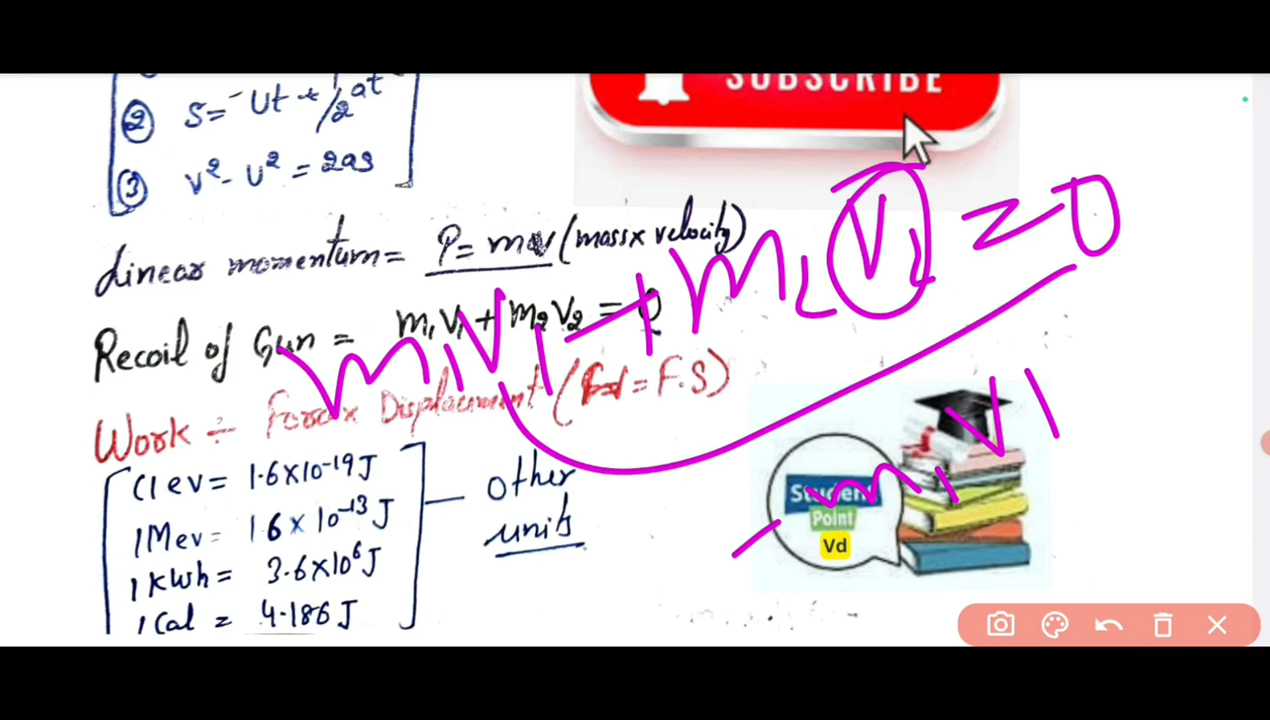 SUBSCRIBE
② S = Ut + 1/2 at
③ V² - U² = 2as
Linear momentum = P = mv (mass x velocity)
m₁V₁ + m₂V₂ = 0
Recoil of Gun = m₁V₁ + m₂V₂ = 0
Work ÷ Force x Displacement ( = F.S)
- m₁V₁
Student
Point
Vd
1 ev = 1.6 x 10-19 J
1 Mev = 1.6 x 10-13 J
1 kwh = 3.6 x 10⁶ J
1 Cal = 4.186 J
other
units